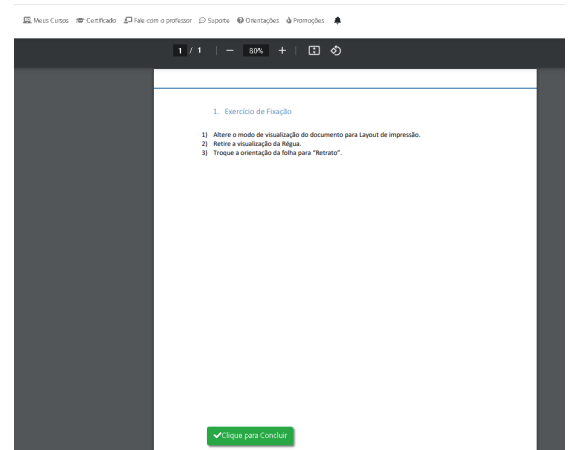 Meus Cursos Certificado Fale com o professor Suporte Orientações Promoções
1 / 1 | − 80% + |
1. Exercício de Fixação
1) Altere o modo de visualização do documento para Layout de impressão.
2) Retire a visualização da Régua.
3) Troque a orientação da folha para “Retrato”.
Clique para Concluir